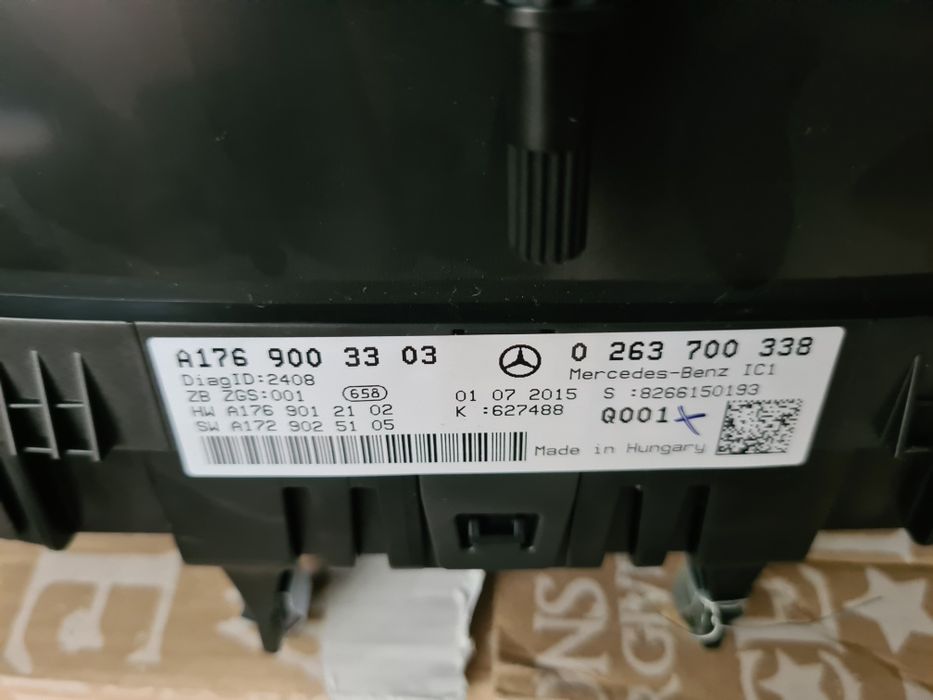 A176 900 33 03
0 263 700 338
DiagID:2408
Mercedes-Benz IC1
ZB ZGS:001
658
01 07 2015
S :8266150193
HW A176 901 21 02
K :627488
Q001
SW A172 902 51 05
Made in Hungary
E
ONS